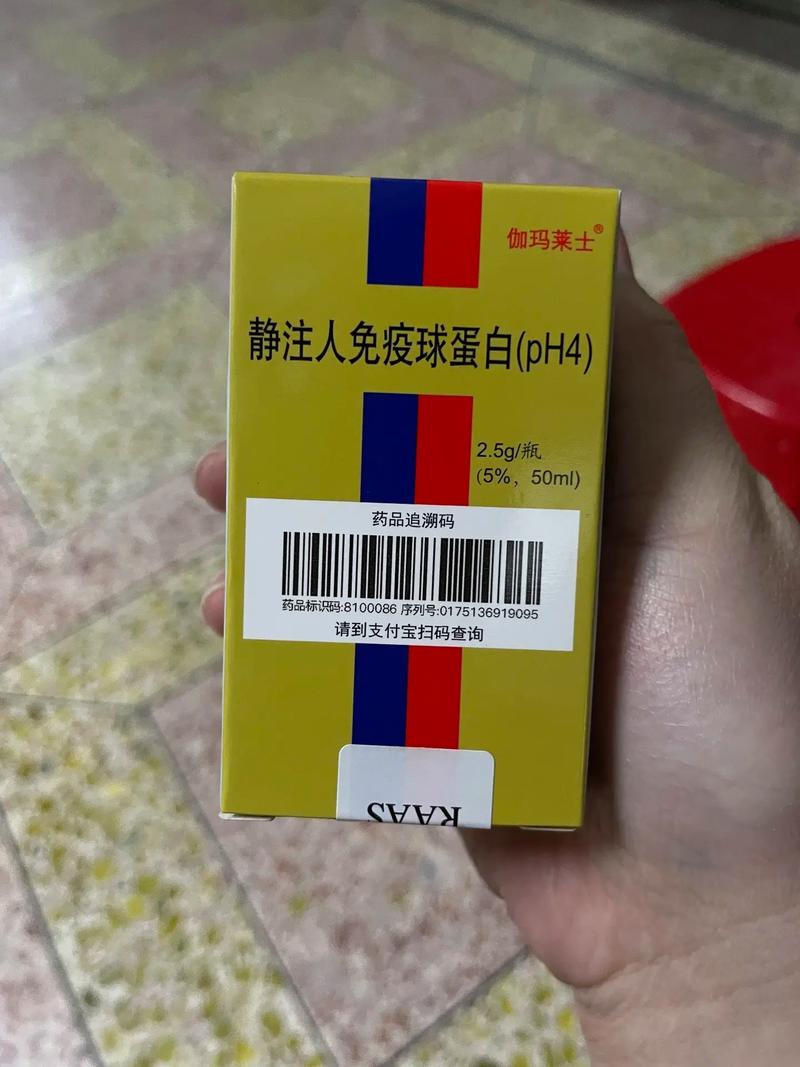 伽玛莱士®
静注人免疫球蛋白(pH4)
2.5g/瓶
(5%，50ml)
药品追溯码
药品标识码:8100086 序列号:0175136919095
请到支付宝扫码查询
RAAS